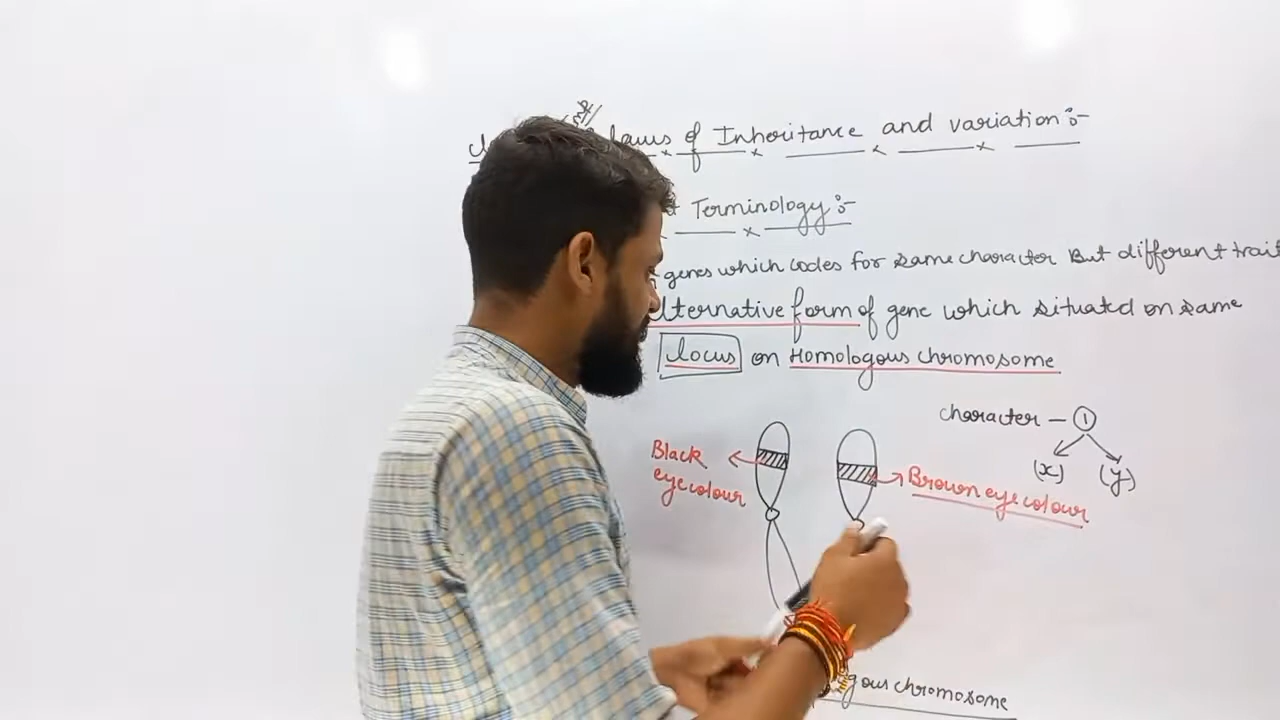 laws of Inheritance and variation :-
Terminology :-
genes which codes for same character But different trait
lternative form of gene which situated on same
locus on Homologous chromosome
character – 1
(x) (y)
Black
eye colour
Brown eye colour
gous chromosome